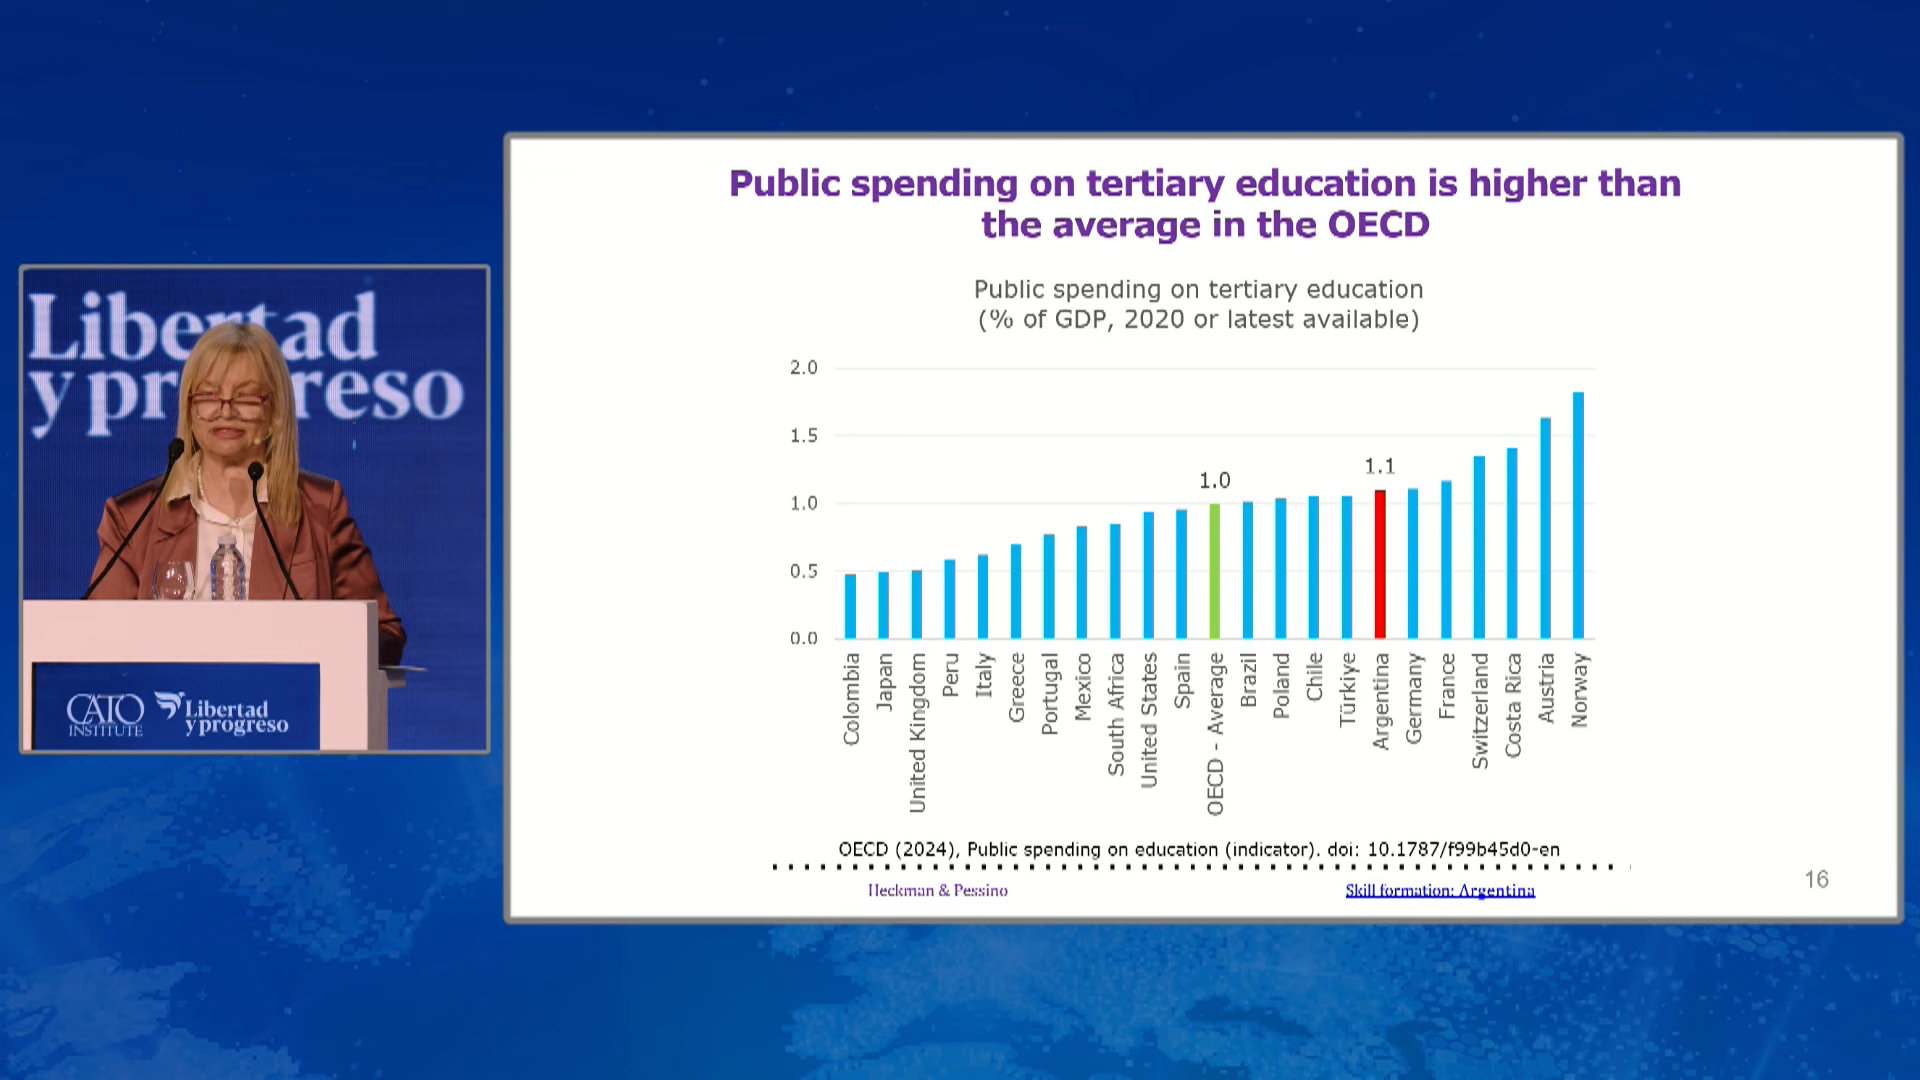 Libertad
y progreso
CATO
INSTITUTE
Libertad
y progreso
Public spending on tertiary education is higher than
the average in the OECD
Public spending on tertiary education
(% of GDP, 2020 or latest available)
2.0
1.5
1.0
0.5
0.0
1.0
1.1
Colombia
Japan
United Kingdom
Peru
Italy
Greece
Portugal
Mexico
South Africa
United States
Spain
OECD - Average
Brazil
Poland
Chile
Türkiye
Argentina
Germany
France
Switzerland
Costa Rica
Austria
Norway
OECD (2024), Public spending on education (indicator). doi: 10.1787/f99b45d0-en
Heckman & Pessino
Skill formation: Argentina
16